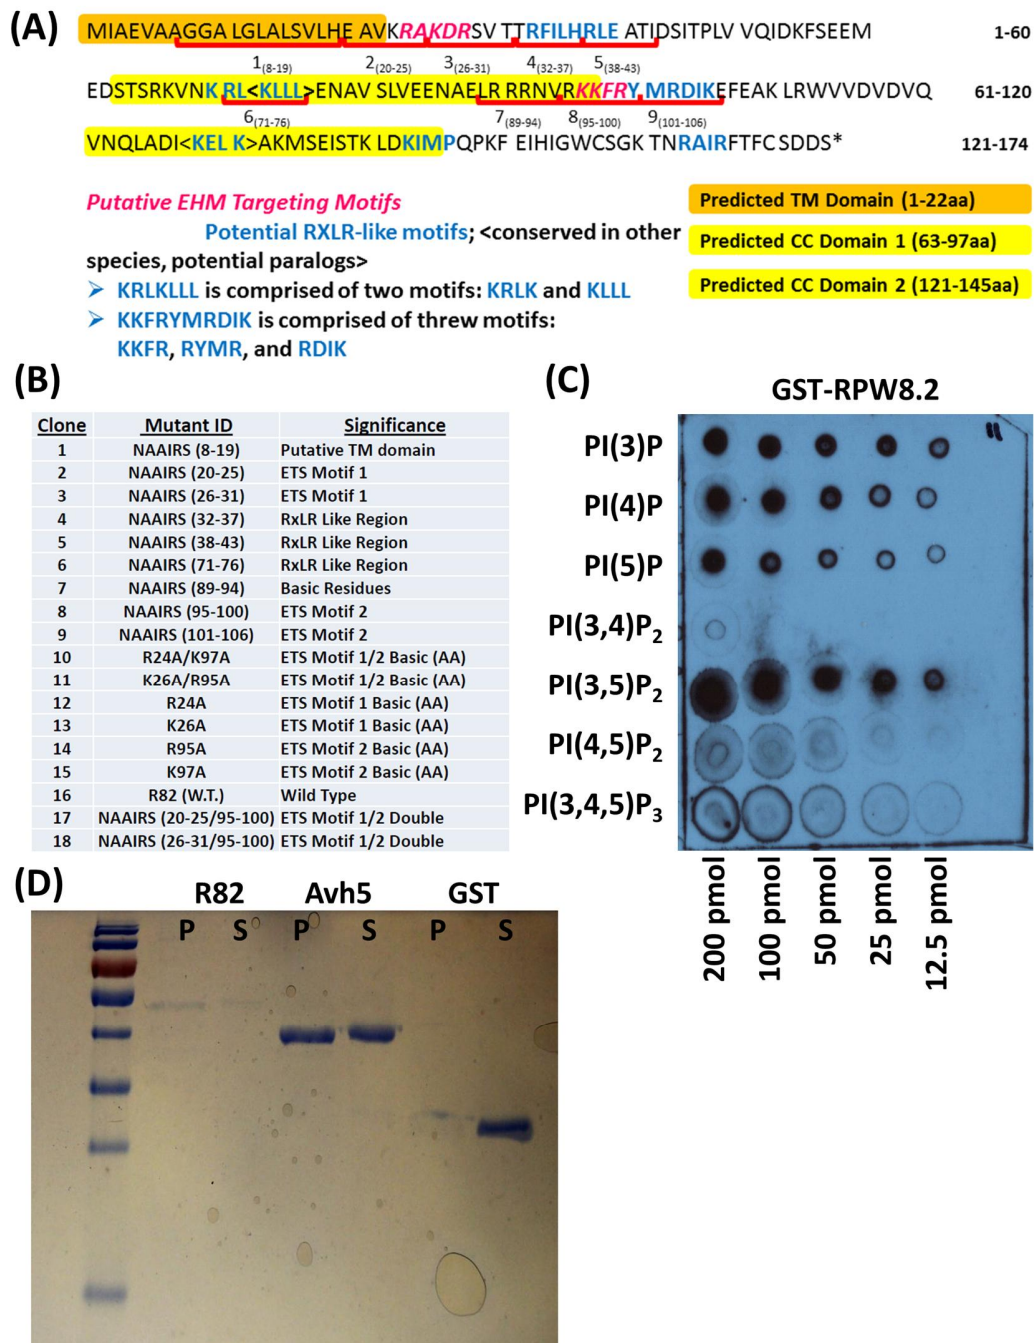 (A)
MIAEVAAGGA LGLALSVLHEAVKRAKDRSVTTRFILHRLE ATIDSITPLV VQIDKFSEEM 1-60
1(8-19) 2(20-25) 3(26-31) 4(32-37) 5(38-43)
EDSTSRKVNK RL<KLLL>ENAV SLVEENAELR RRNVRKKFRY MRDIKEFEAK LRWVVDVDVQ 61-120
6(71-76) 7(89-94) 8(95-100) 9(101-106)
VNQLADI<KEL K>AKMSEISTK LDKIMPQPKF EIHIGWCSGK TNRAIRFTFC SDDS* 121-174
Putative EHM Targeting Motifs
Potential RXLR-like motifs; <conserved in other
species, potential paralogs>
➢ KRLKLLL is comprised of two motifs: KRLK and KLLL
➢ KKFRYMRDIK is comprised of threw motifs:
KKFR, RYMR, and RDIK
Predicted TM Domain (1-22aa)
Predicted CC Domain 1 (63-97aa)
Predicted CC Domain 2 (121-145aa)
(B)
Clone Mutant ID Significance
1 NAAIRS (8-19) Putative TM domain
2 NAAIRS (20-25) ETS Motif 1
3 NAAIRS (26-31) ETS Motif 1
4 NAAIRS (32-37) RxLR Like Region
5 NAAIRS (38-43) RxLR Like Region
6 NAAIRS (71-76) RxLR Like Region
7 NAAIRS (89-94) Basic Residues
8 NAAIRS (95-100) ETS Motif 2
9 NAAIRS (101-106) ETS Motif 2
10 R24A/K97A ETS Motif 1/2 Basic (AA)
11 K26A/R95A ETS Motif 1/2 Basic (AA)
12 R24A ETS Motif 1 Basic (AA)
13 K26A ETS Motif 1 Basic (AA)
14 R95A ETS Motif 2 Basic (AA)
15 K97A ETS Motif 2 Basic (AA)
16 R82 (W.T.) Wild Type
17 NAAIRS (20-25/95-100) ETS Motif 1/2 Double
18 NAAIRS (26-31/95-100) ETS Motif 1/2 Double
(C)
GST-RPW8.2
PI(3)P
PI(4)P
PI(5)P
PI(3,4)P2
PI(3,5)P2
PI(4,5)P2
PI(3,4,5)P3
200 pmol
100 pmol
50 pmol
25 pmol
12.5 pmol
(D)
R82 Avh5 GST
P S P S P S